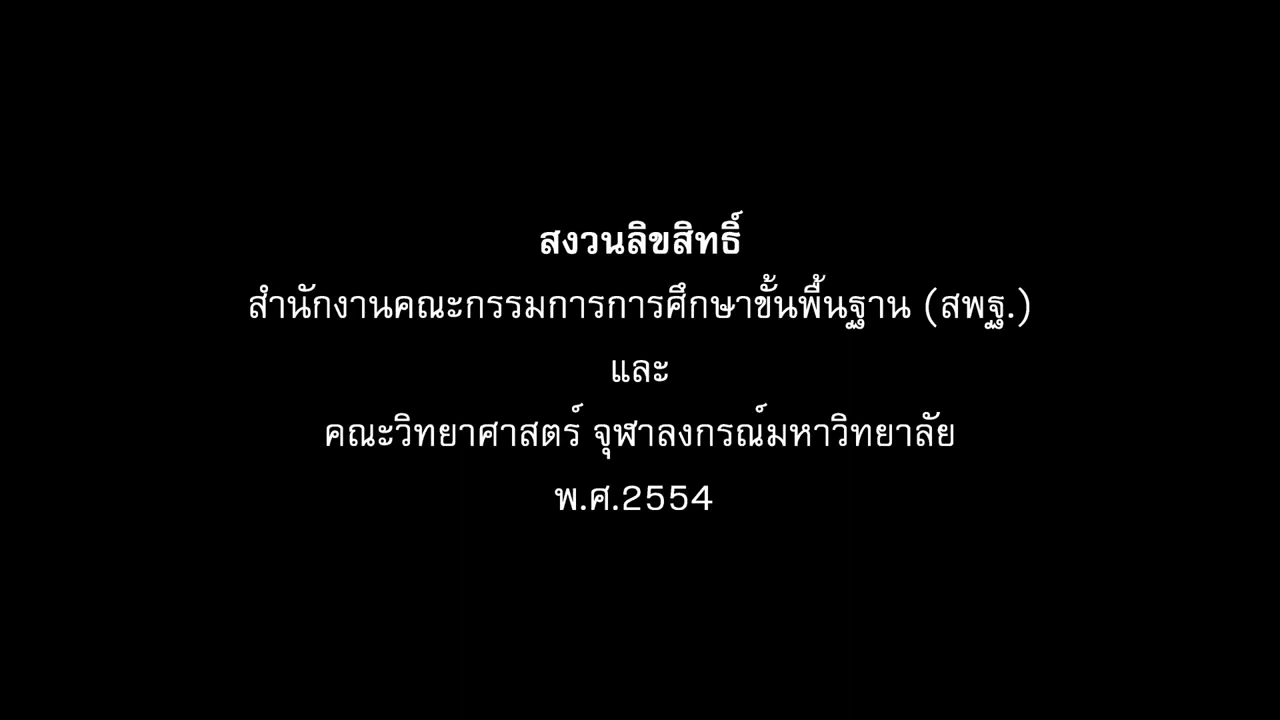 สงวนลิขสิทธิ์
สำนักงานคณะกรรมการการศึกษาขั้นพื้นฐาน (สพฐ.)
และ
คณะวิทยาศาสตร์ จุฬาลงกรณ์มหาวิทยาลัย
พ.ศ.2554